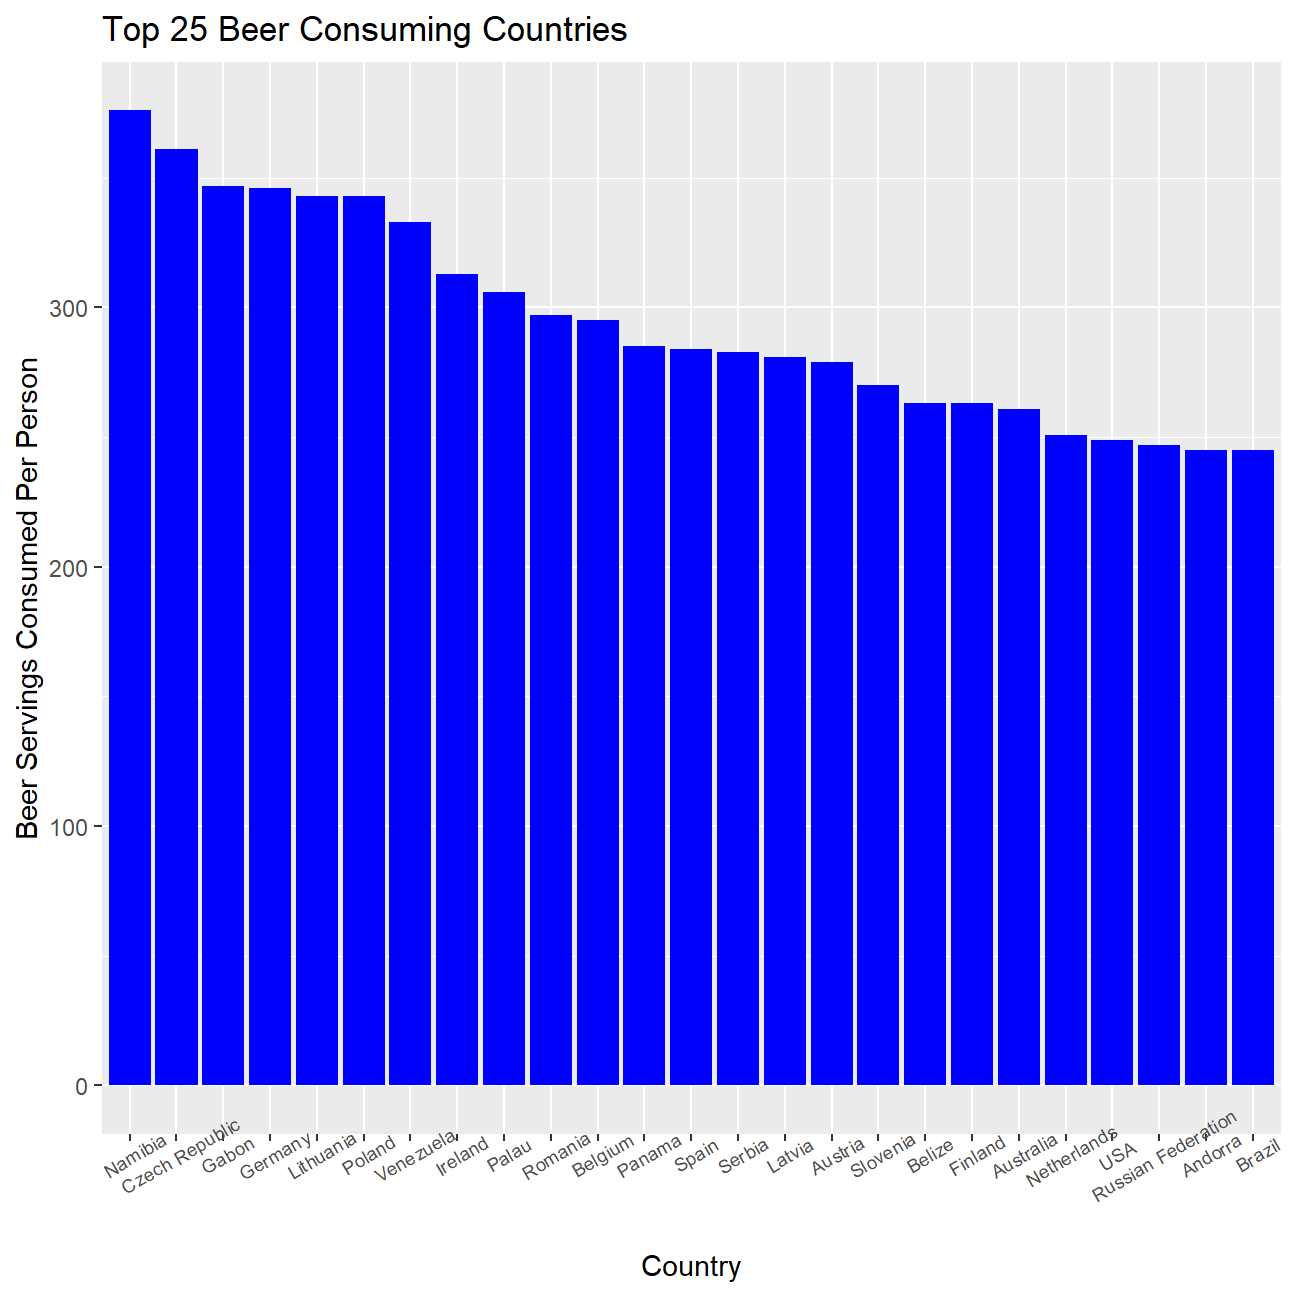 Top 25 Beer Consuming Countries
Beer Servings Consumed Per Person
300
200
100
0
Namibia
Czech Republic
Gabon
Germany
Lithuania
Poland
Venezuela
Ireland
Palau
Romania
Belgium
Panama
Spain
Serbia
Latvia
Austria
Slovenia
Belize
Finland
Australia
Netherlands
USA
Russian Federation
Andorra
Brazil
Country